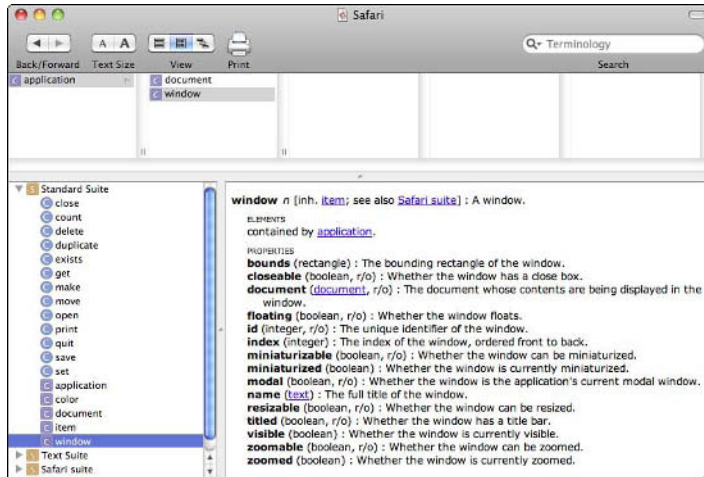 Safari
A A
Back/Forward Text Size View Print
Terminology
Search
C application
C document
C window
S Standard Suite
C close
C count
C delete
C duplicate
C exists
C get
C make
C move
C open
C print
C quit
C save
C set
C application
C color
C document
C item
C window
S Text Suite
S Safari suite
window n [inh. item; see also Safari suite] : A window.
ELEMENTS
contained by application.
PROPERTIES
bounds (rectangle) : The bounding rectangle of the window.
closeable (boolean, r/o) : Whether the window has a close box.
document (document, r/o) : The document whose contents are being displayed in the
window.
floating (boolean, r/o) : Whether the window floats.
id (integer, r/o) : The unique identifier of the window.
index (integer) : The index of the window, ordered front to back.
miniaturizable (boolean, r/o) : Whether the window can be miniaturized.
miniaturized (boolean) : Whether the window is currently miniaturized.
modal (boolean, r/o) : Whether the window is the application's current modal window.
name (text) : The full title of the window.
resizable (boolean, r/o) : Whether the window can be resized.
titled (boolean, r/o) : Whether the window has a title bar.
visible (boolean) : Whether the window is currently visible.
zoomable (boolean, r/o) : Whether the window can be zoomed.
zoomed (boolean) : Whether the window is currently zoomed.